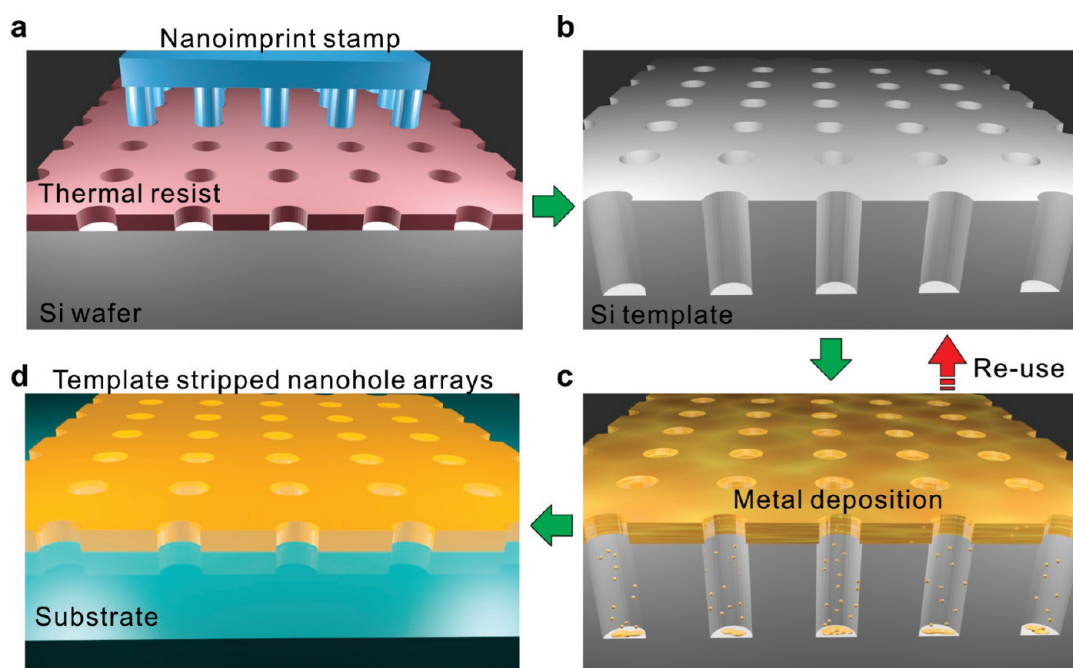 a
Nanoimprint stamp
Thermal resist
Si wafer
b
Si template
Re-use
c
Metal deposition
d
Template stripped nanohole arrays
Substrate